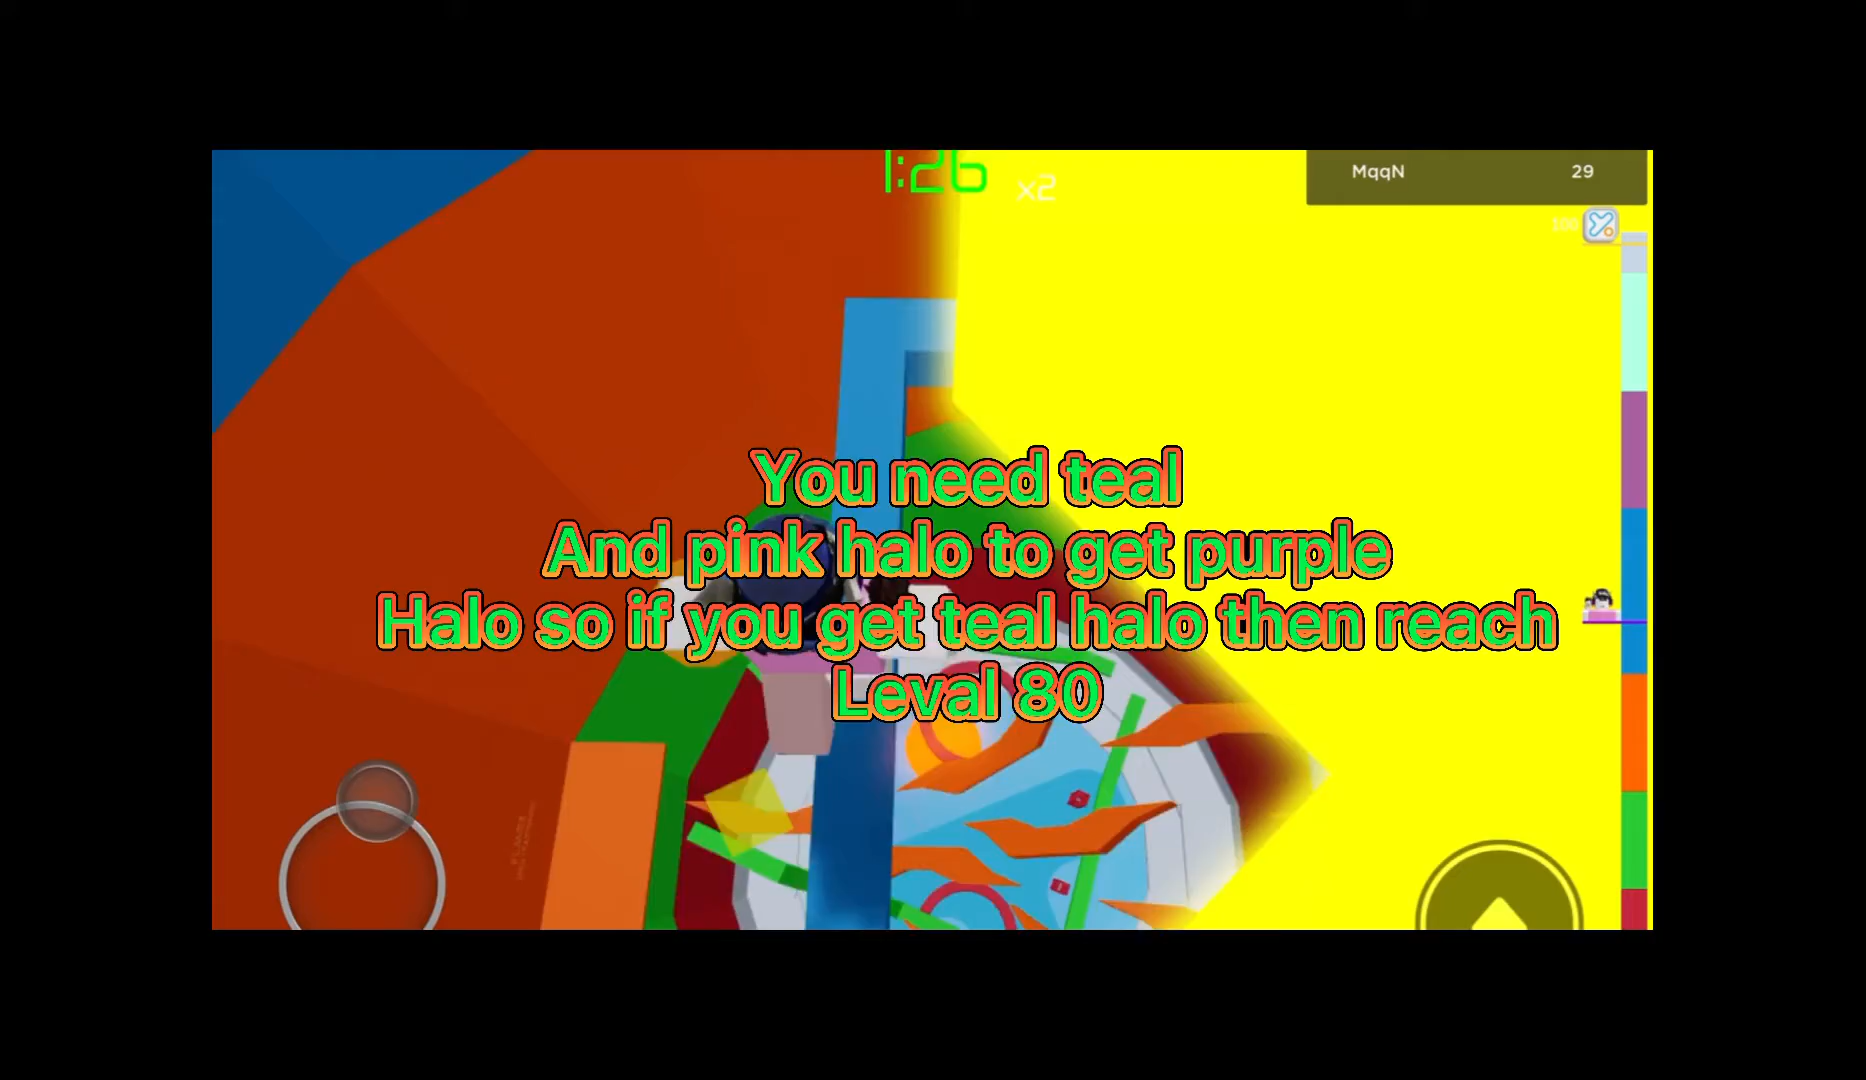 1:26
x2
MqqN 29
100
You need teal
And pink halo to get purple
Halo so if you get teal halo then reach
Leval 80